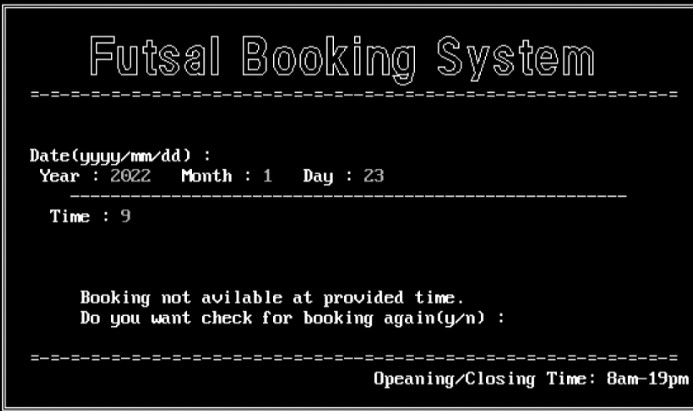 Futsal Booking System
=-=-=-=-=-=-=-=-=-=-=-=-=-=-=-=-=--=-=-=-=-=-=-=-=-=-=-=-=-=-=-=
Date(yyyy/mm/dd) :
Year : 2022 Month : 1 Day : 23
-------------------------------------------------------
Time : 9
Booking not avilable at provided time.
Do you want check for booking again(y/n) :
=-=-=-=-=-=-=-=-=-=-=-=-=-=-=-=-=--=-=-=-=-=-=-=-=-=-=-=-=-=-=-=
Opeaning/Closing Time: 8am-19pm